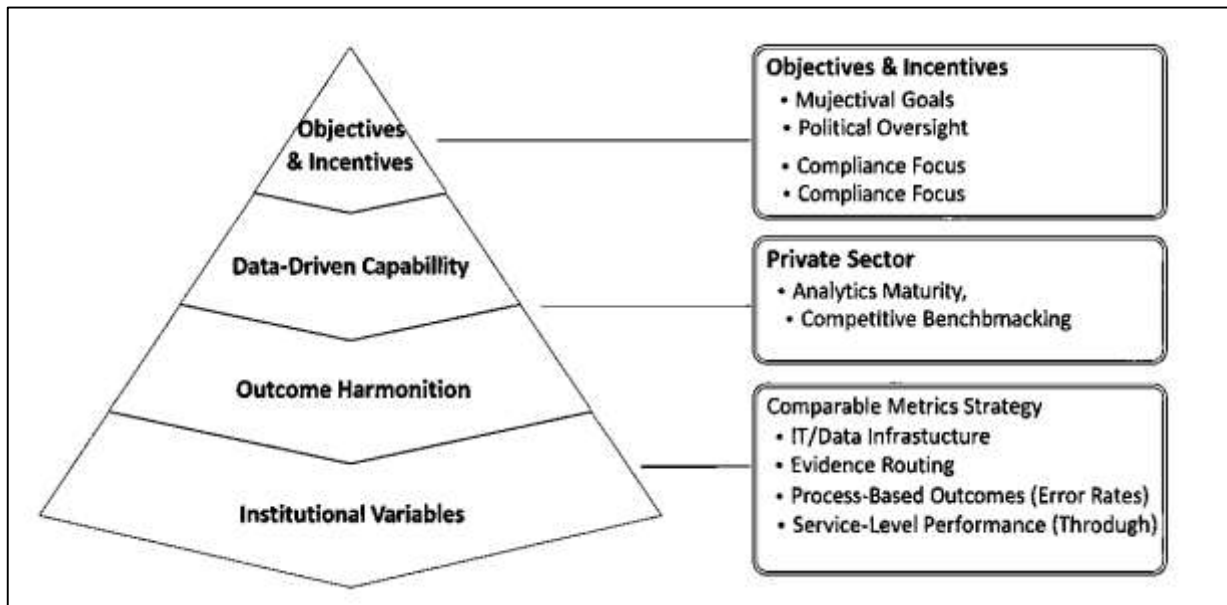 Objectives
& Incentives
Data-Driven Capabillity
Outcome Harmonition
Institutional Variables
Objectives & Incentives
• Mujectival Goals
• Political Oversight
• Compliance Focus
• Compliance Focus
Private Sector
• Analytics Maturity,
• Competitive Benchbmacking
Comparable Metrics Strategy
• IT/Data Infrastucture
• Evidence Routing
• Process-Based Outcomes (Error Rates)
• Service-Level Performance (Throdugh)